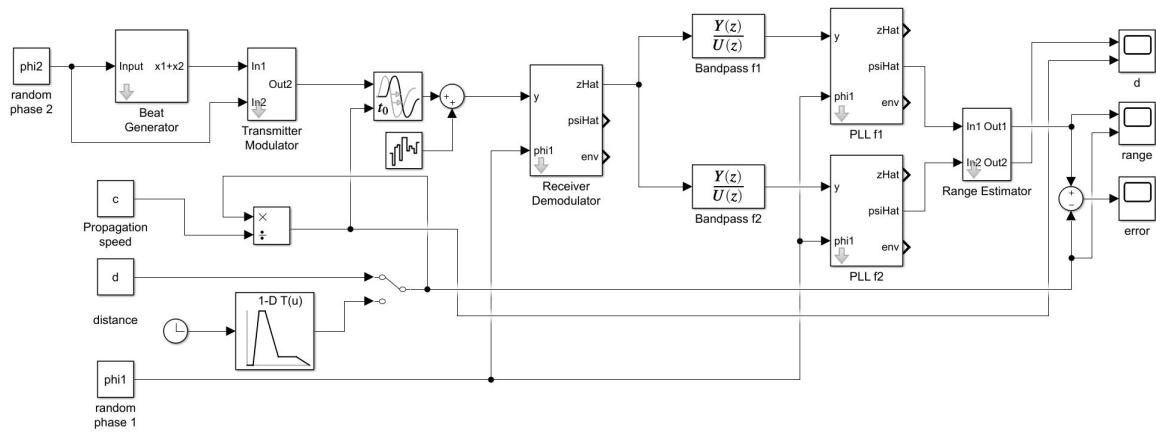 phi2
random
phase 2
Input
x1+x2
Beat
Generator
In1
Out2
In2
Transmitter
Modulator
t0
+
+
y
zHat
psiHat
phi1
env
Receiver
Demodulator
Y(z)
U(z)
Bandpass f1
Y(z)
U(z)
Bandpass f2
y
zHat
psiHat
phi1
env
PLL f1
y
zHat
psiHat
phi1
env
PLL f2
In1 Out1
In2 Out2
Range Estimator
d
range
+
−
error
c
Propagation
speed
×
÷
d
distance
1-D T(u)
phi1
random
phase 1